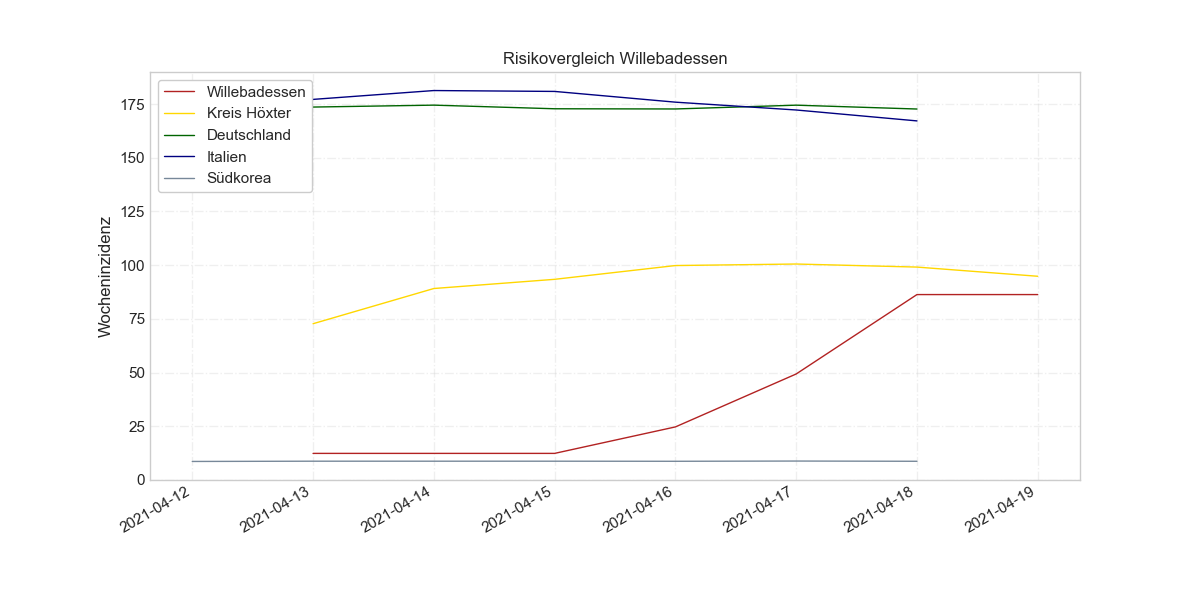 Risikovergleich Willebadessen
Willebadessen
Kreis Höxter
Deutschland
Italien
Südkorea
Wocheninzidenz
175
150
125
100
75
50
25
0
2021-04-12
2021-04-13
2021-04-14
2021-04-15
2021-04-16
2021-04-17
2021-04-18
2021-04-19